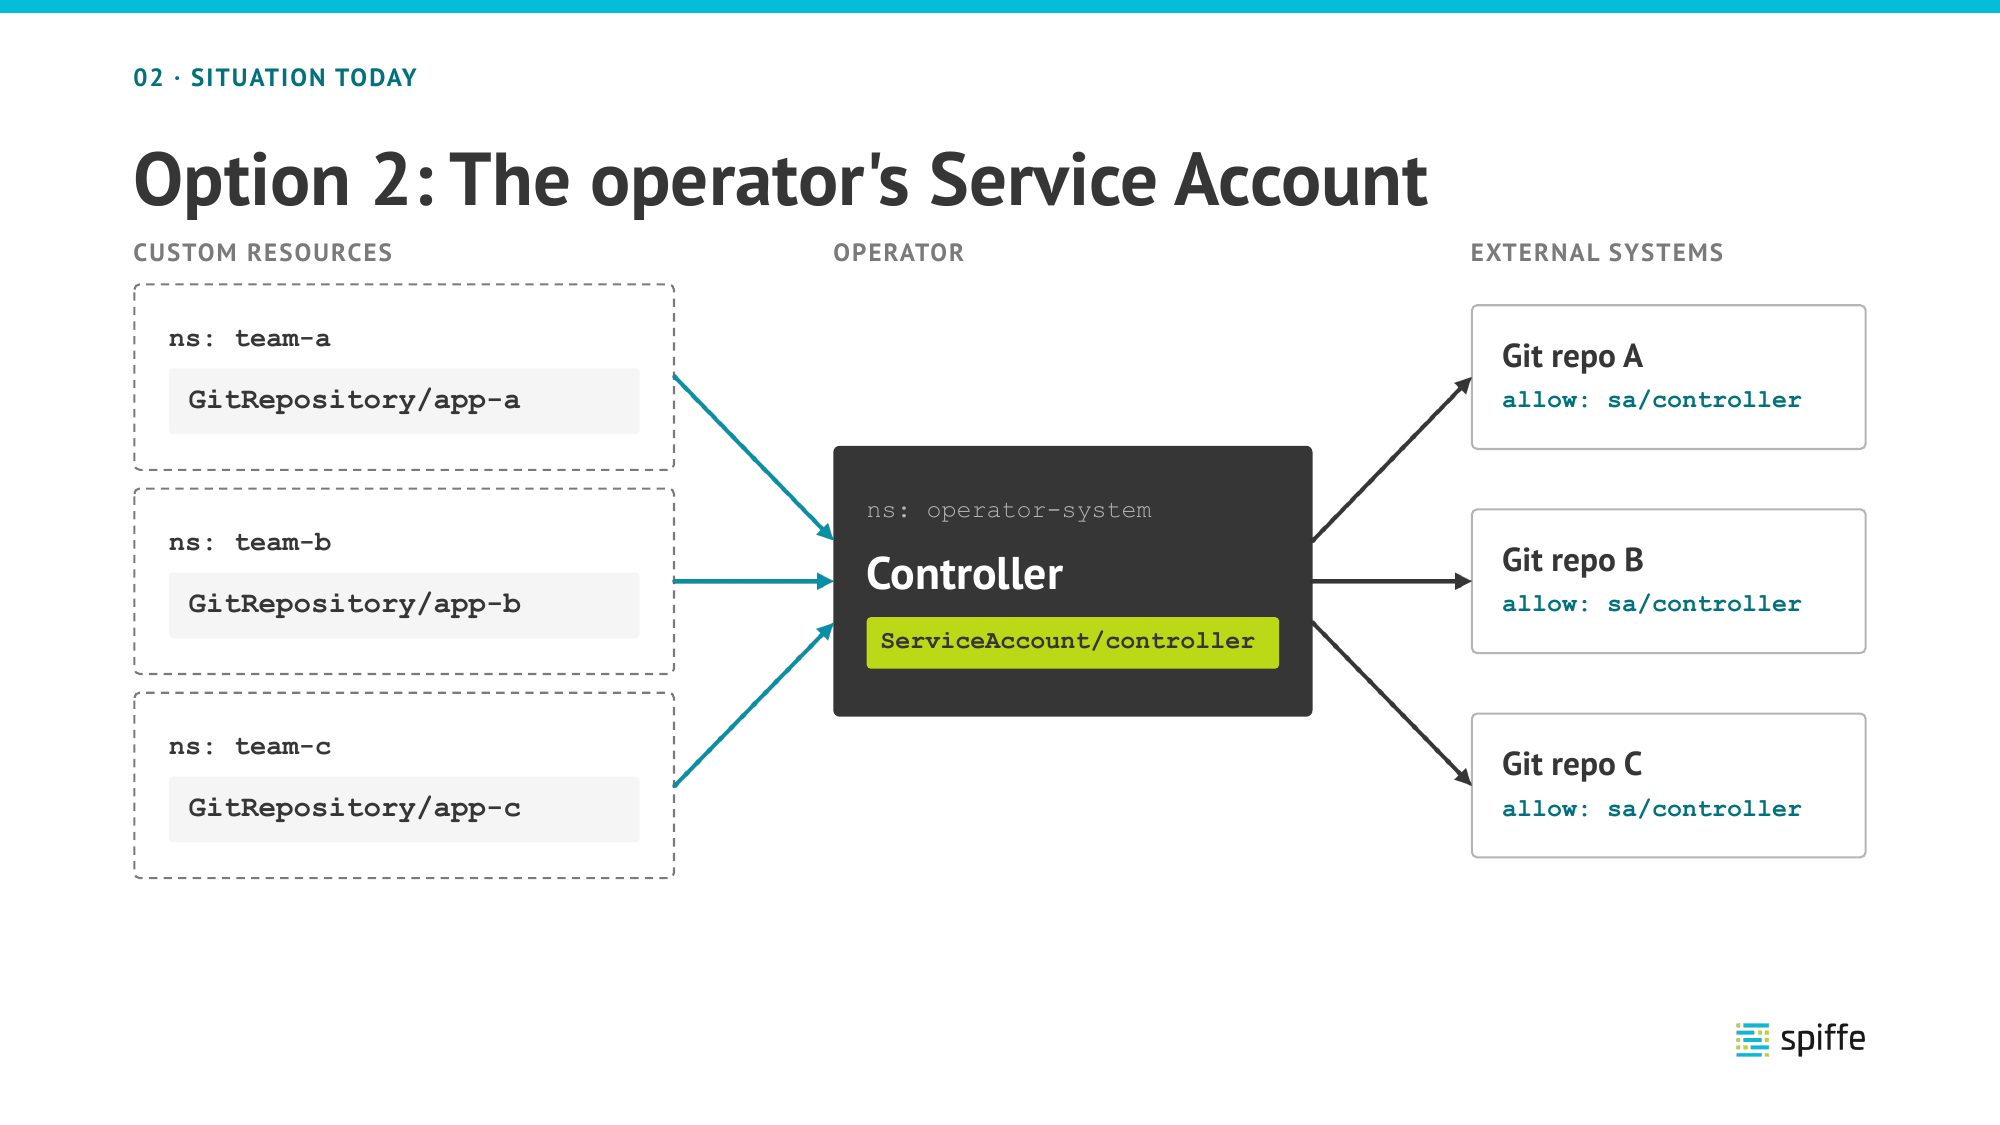 02 · SITUATION TODAY
Option 2: The operator's Service Account
CUSTOM RESOURCES
ns: team-a
GitRepository/app-a
ns: team-b
GitRepository/app-b
ns: team-c
GitRepository/app-c
OPERATOR
ns: operator-system
Controller
ServiceAccount/controller
EXTERNAL SYSTEMS
Git repo A
allow: sa/controller
Git repo B
allow: sa/controller
Git repo C
allow: sa/controller
spiffe